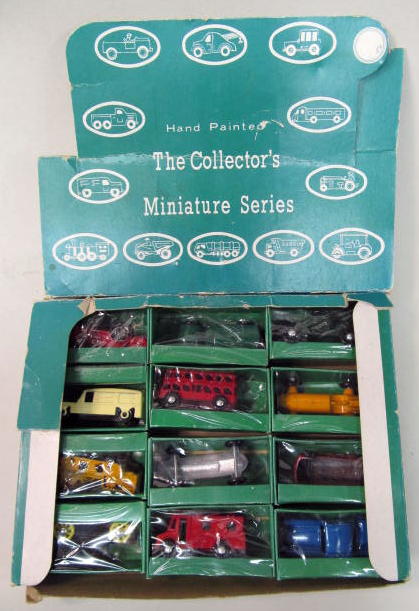 Hand Painted
The Collector's
Miniature Series